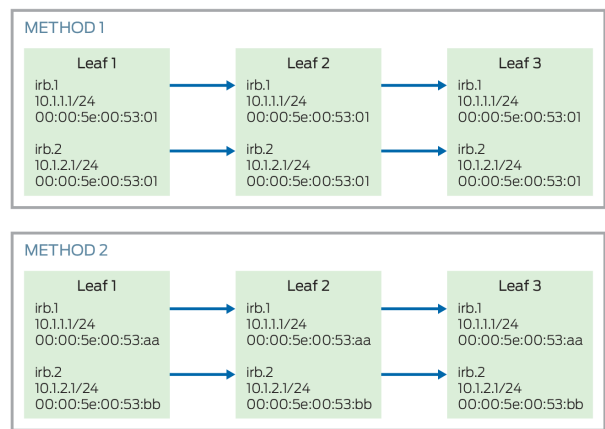 METHOD 1
Leaf 1
irb.1
10.1.1.1/24
00:00:5e:00:53:01
irb.2
10.1.2.1/24
00:00:5e:00:53:01
Leaf 2
irb.1
10.1.1.1/24
00:00:5e:00:53:01
irb.2
10.1.2.1/24
00:00:5e:00:53:01
Leaf 3
irb.1
10.1.1.1/24
00:00:5e:00:53:01
irb.2
10.1.2.1/24
00:00:5e:00:53:01
METHOD 2
Leaf 1
irb.1
10.1.1.1/24
00:00:5e:00:53:aa
irb.2
10.1.2.1/24
00:00:5e:00:53:bb
Leaf 2
irb.1
10.1.1.1/24
00:00:5e:00:53:aa
irb.2
10.1.2.1/24
00:00:5e:00:53:bb
Leaf 3
irb.1
10.1.1.1/24
00:00:5e:00:53:aa
irb.2
10.1.2.1/24
00:00:5e:00:53:bb